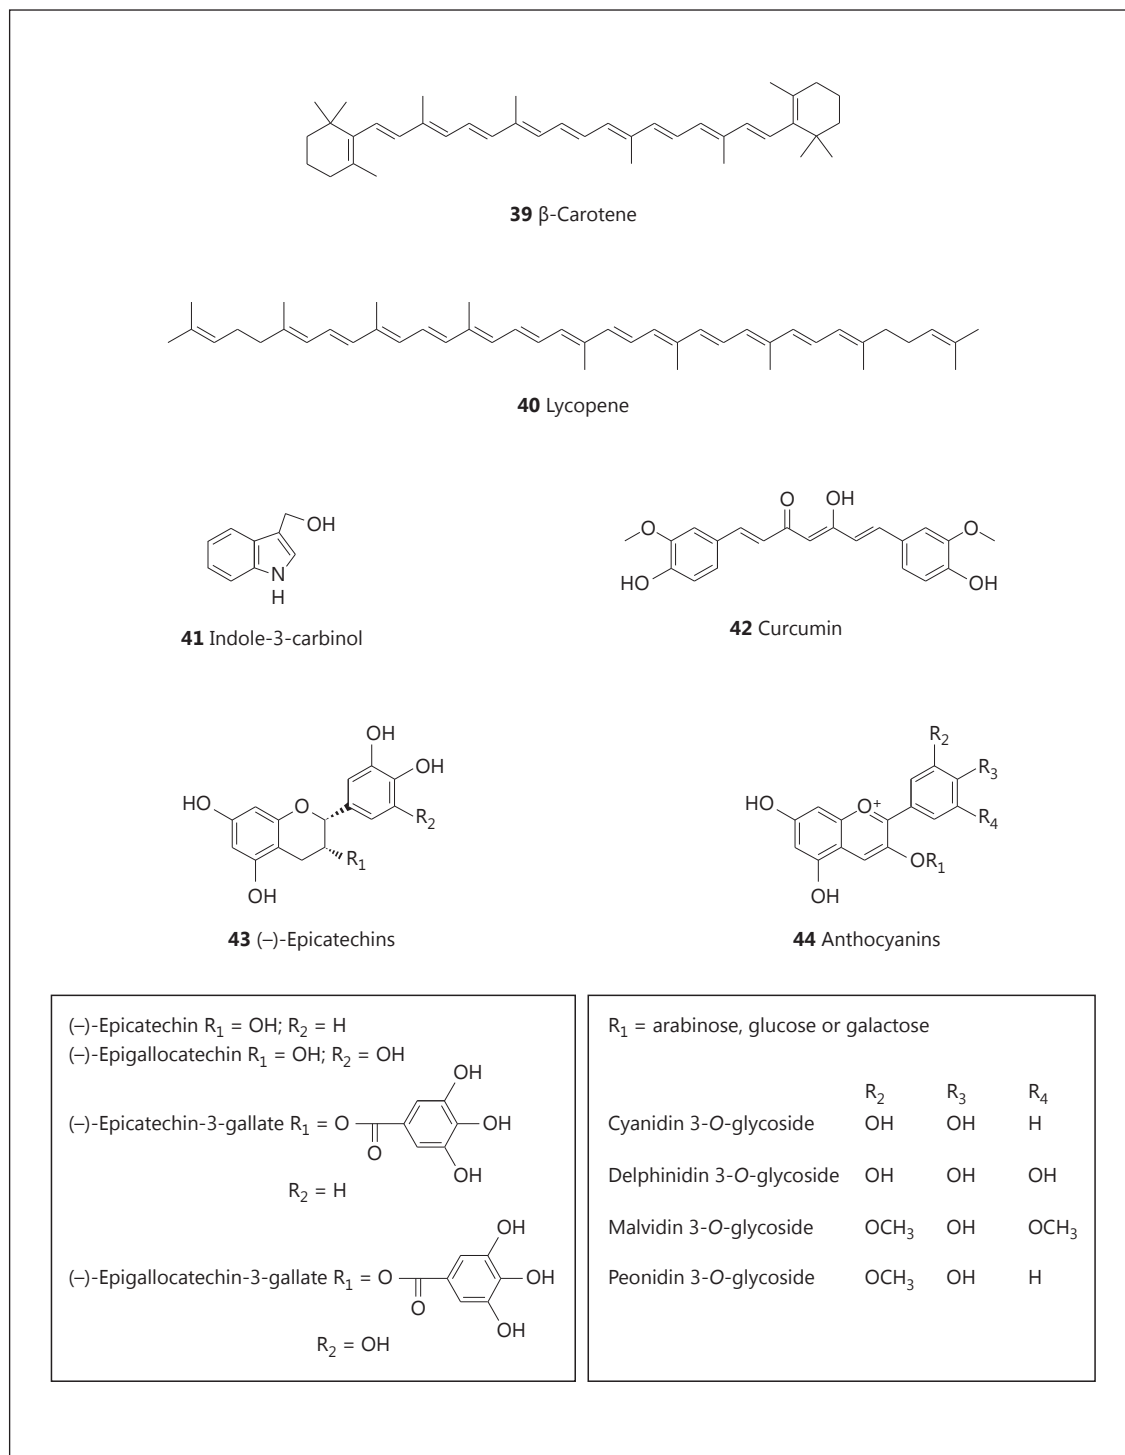 39 β-Carotene
40 Lycopene
OH
N
H
41 Indole-3-carbinol
O OH
O O
HO OH
42 Curcumin
OH
OH
HO O
R2
R1
OH
43 (–)-Epicatechins
R2
R3
HO O+
R4
OR1
OH
44 Anthocyanins
(–)-Epicatechin R1 = OH; R2 = H
(–)-Epigallocatechin R1 = OH; R2 = OH
OH
(–)-Epicatechin-3-gallate R1 = O OH
O
OH
R2 = H
OH
(–)-Epigallocatechin-3-gallate R1 = O OH
O
OH
R2 = OH
R1 = arabinose, glucose or galactose
R2 R3 R4
Cyanidin 3-O-glycoside OH OH H
Delphinidin 3-O-glycoside OH OH OH
Malvidin 3-O-glycoside OCH3 OH OCH3
Peonidin 3-O-glycoside OCH3 OH H